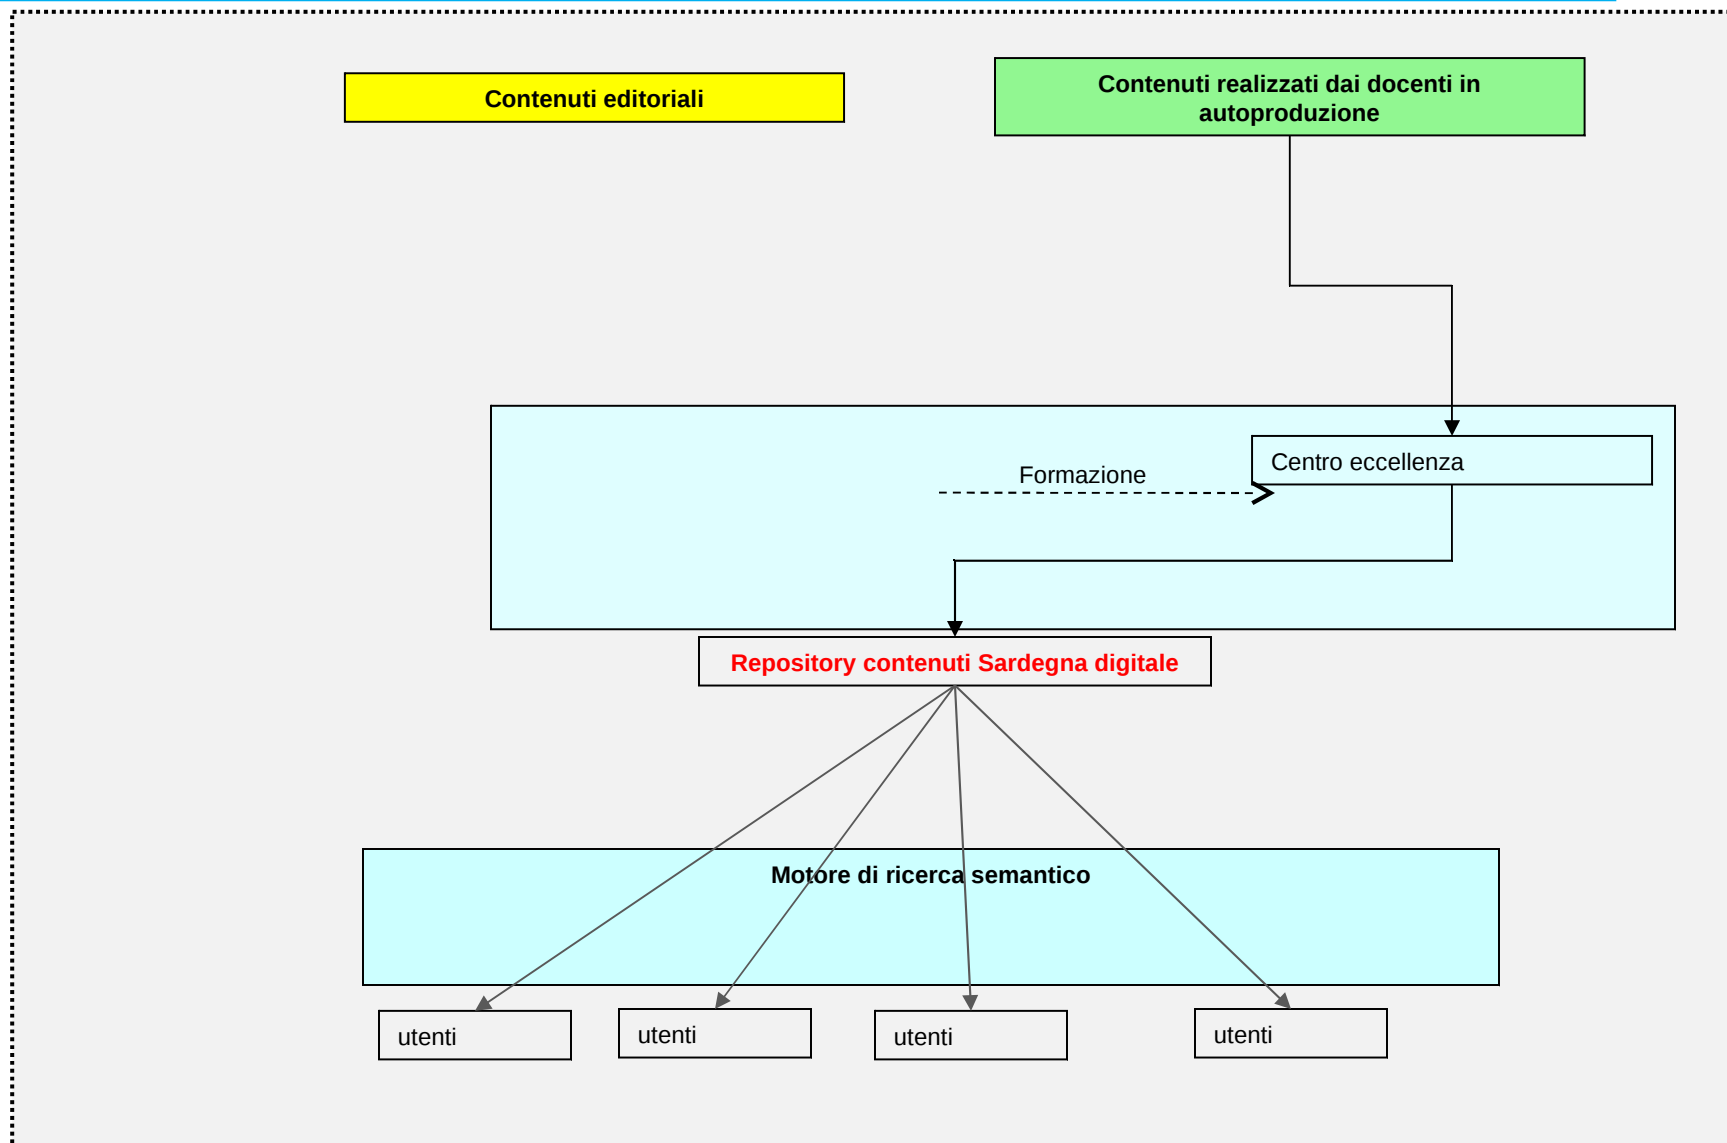 Contenuti editoriali
Contenuti realizzati dai docenti in
autoproduzione
Centro eccellenza
Formazione
Repository contenuti Sardegna digitale
Motore di ricerca semantico
utenti
utenti
utenti
utenti